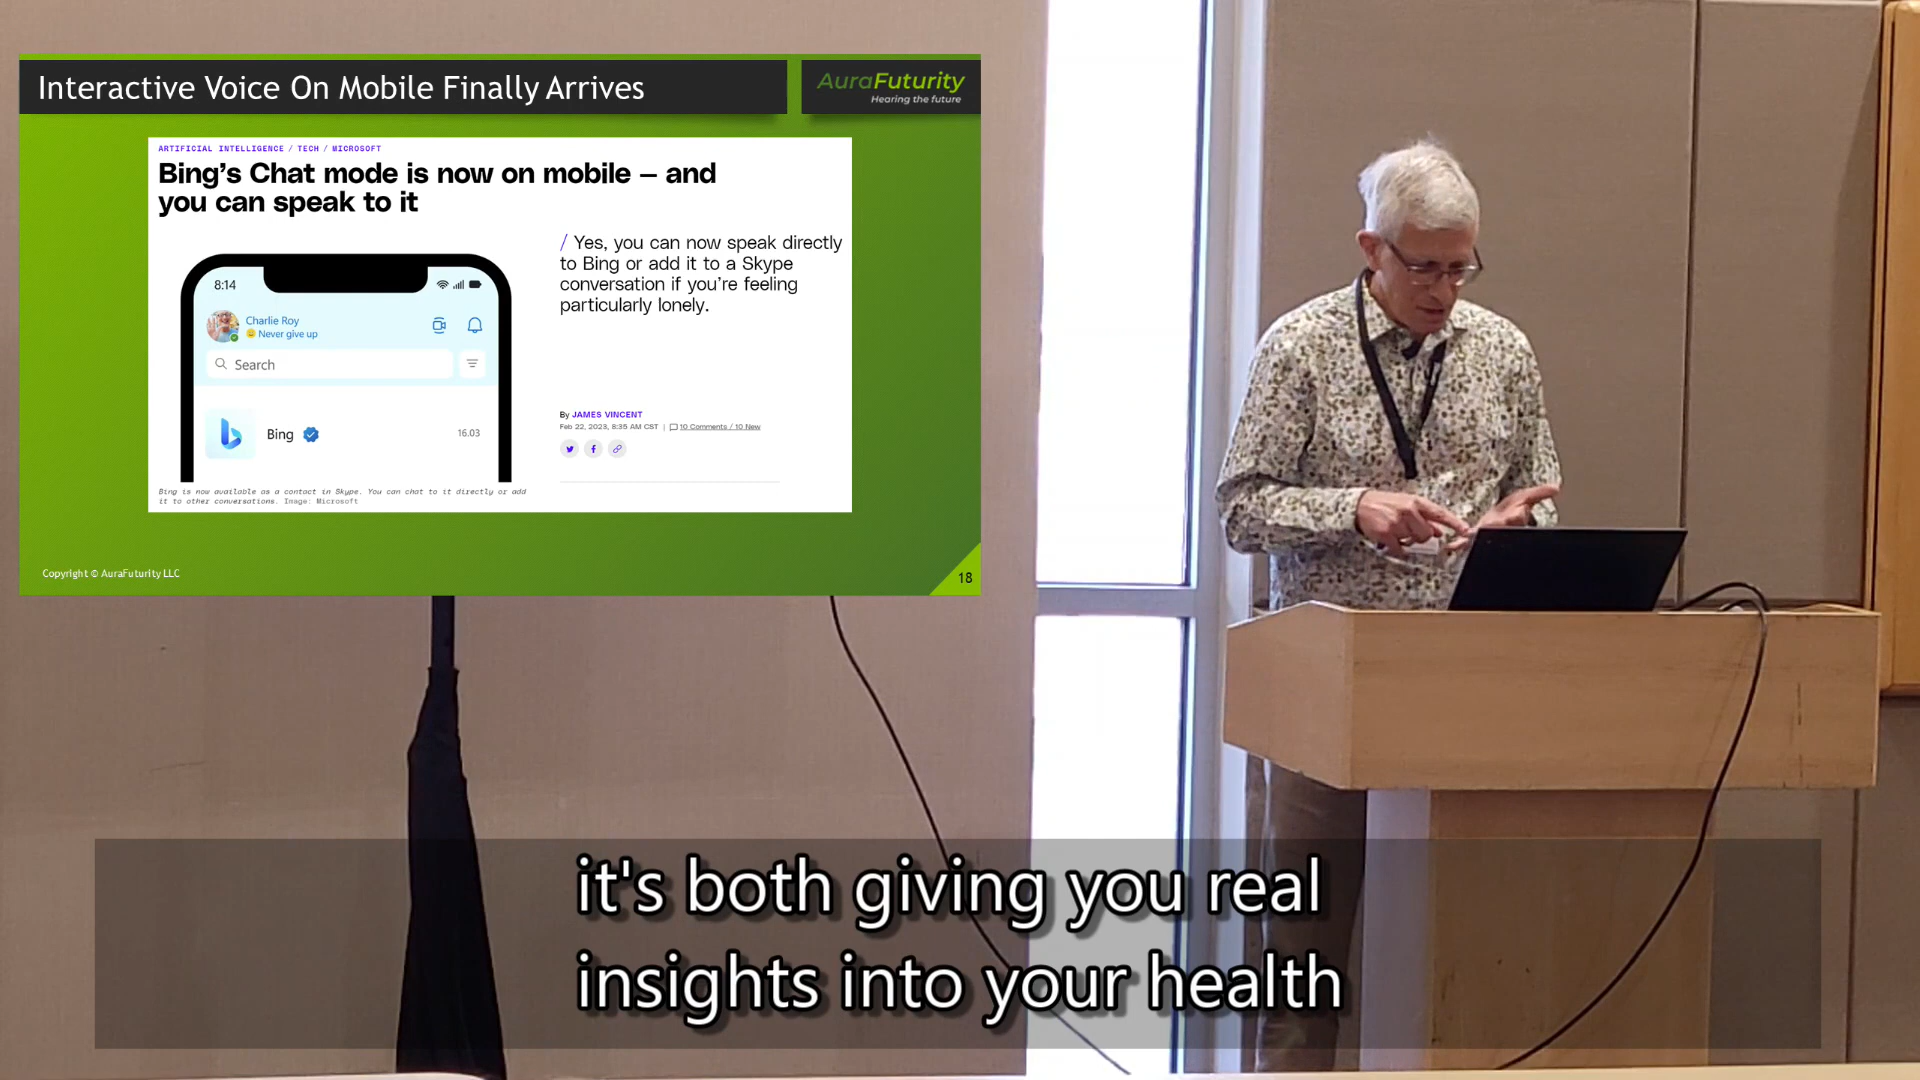 Interactive Voice On Mobile Finally Arrives
AuraFuturity
Hearing the future
ARTIFICIAL INTELLIGENCE / TECH / MICROSOFT
Bing's Chat mode is now on mobile — and
you can speak to it
/ Yes, you can now speak directly
to Bing or add it to a Skype
conversation if you're feeling
particularly lonely.
8:14
Charlie Roy
Never give up
Search
Bing
16.03
By JAMES VINCENT
Feb 22, 2023, 8:35 AM CST | 10 Comments / 10 New
Bing is now available as a contact in Skype. You can chat to it directly or add
it to other conversations. Image: Microsoft
Copyright © AuraFuturity LLC
18
it's both giving you real
insights into your health